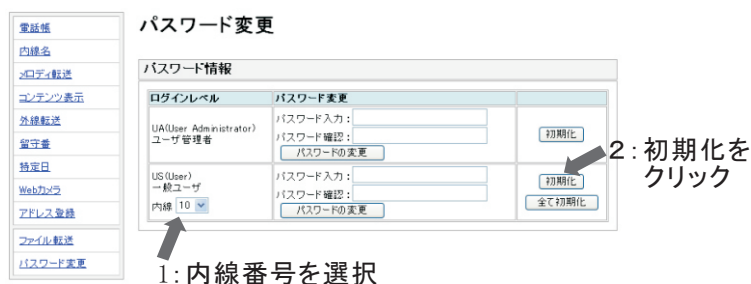 電話帳
内線名
メロディ転送
コンテンツ表示
外線転送
留守番
特定日
Webカメラ
アドレス登録
ファイル転送
パスワード変更
パスワード変更
パスワード情報
ログインレベル パスワード変更
UA(User Administrator)
ユーザ管理者
パスワード入力：
パスワード確認：
パスワードの変更
初期化
US(User)
一般ユーザ
内線 10
パスワード入力：
パスワード確認：
パスワードの変更
初期化
全て初期化
2：初期化を
クリック
1：内線番号を選択